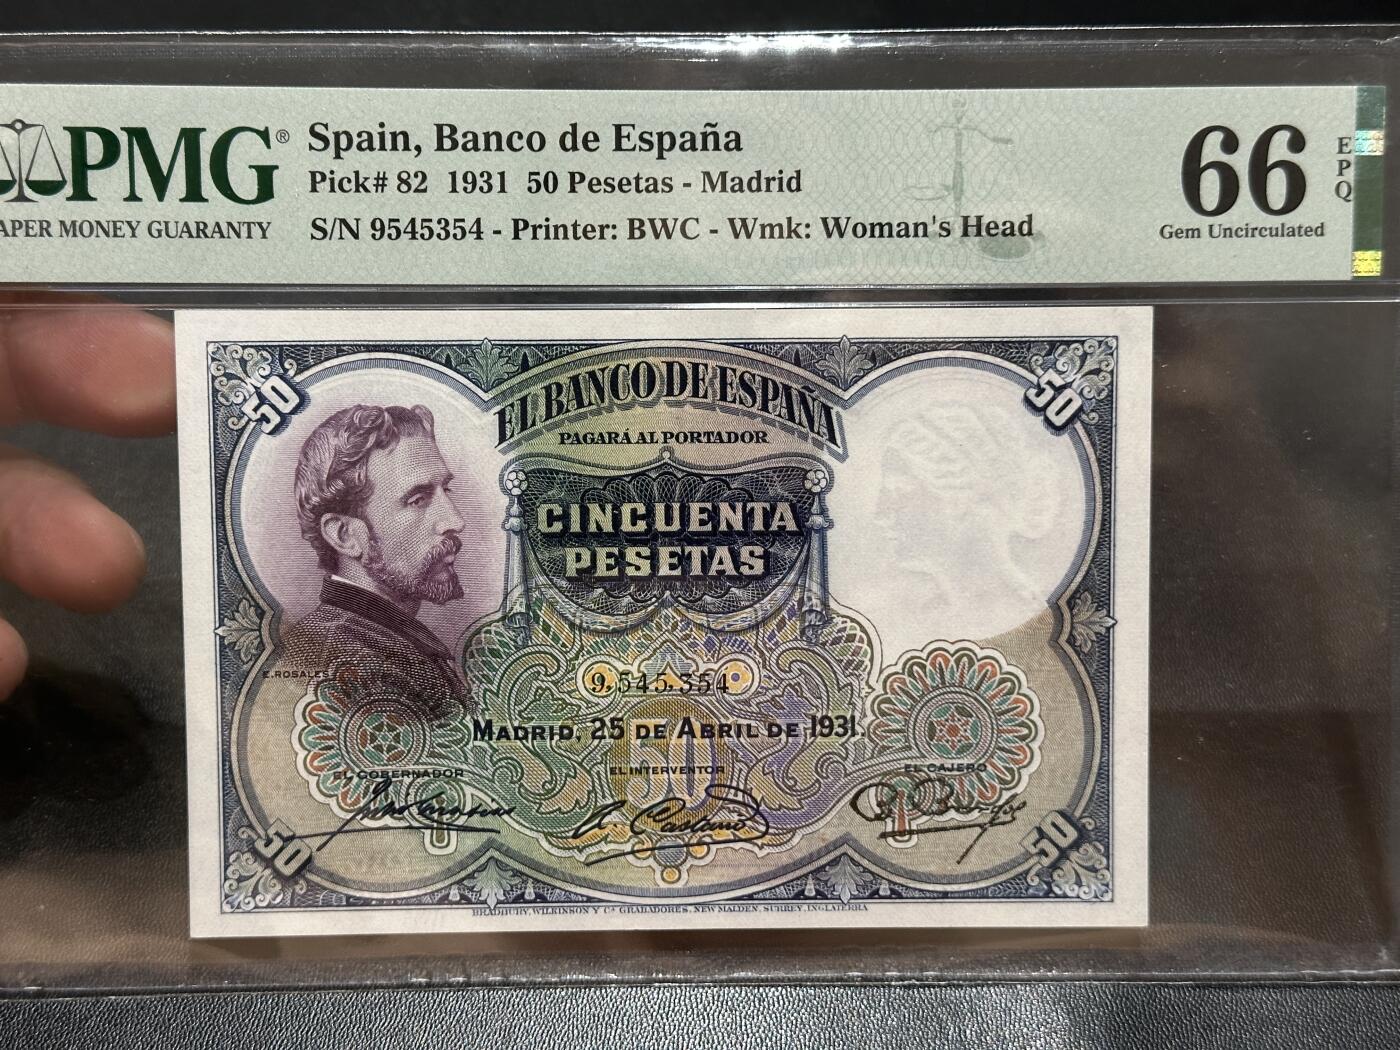 PMG®
APER MONEY GUARANTY
Spain, Banco de España
Pick# 82 1931 50 Pesetas - Madrid
S/N 9545354 - Printer: BWC - Wmk: Woman's Head
66
EPQ
Gem Uncirculated
50
50
EL BANCO DE ESPAÑA
PAGARÁ AL PORTADOR
CINCUENTA
PESETAS
E. ROSALES
9,545,354
MADRID, 25 DE ABRIL DE 1931.
50
EL GOBERNADOR
EL INTERVENTOR
EL CAJERO
50
50
BRADBURY, WILKINSON Y Cª GRABADORES, NEW MALDEN, SURREY, INGLATERRA